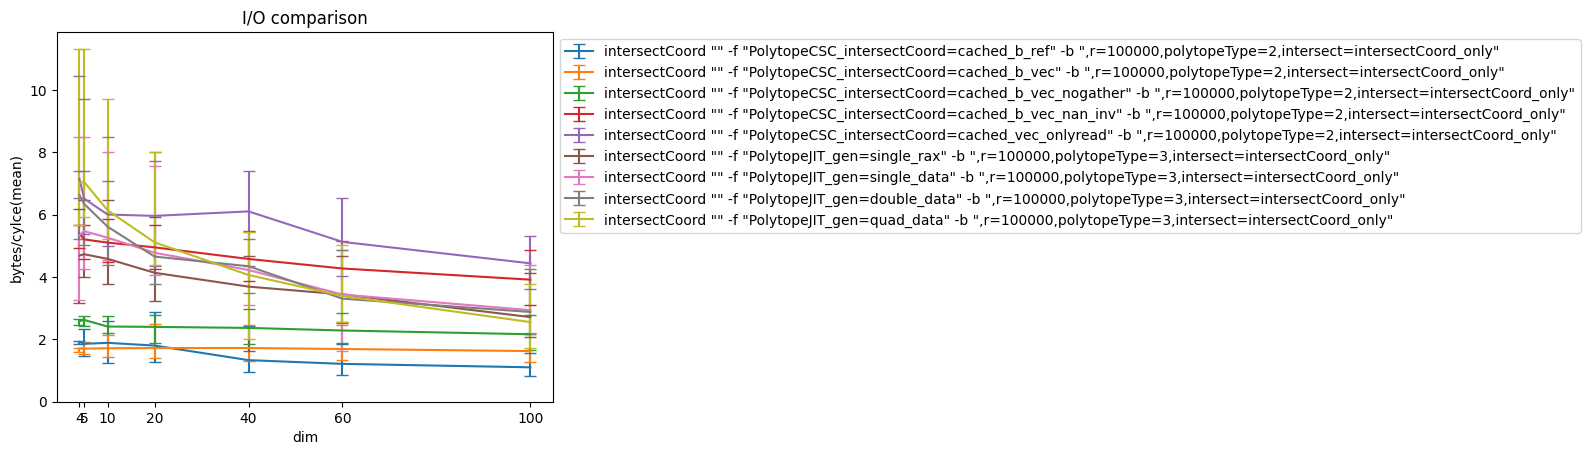 I/O comparison
bytes/cylce(mean)
10
8
6
4
2
0
4 5 10 20 40 60 100
dim
intersectCoord "" -f "PolytopeCSC_intersectCoord=cached_b_ref" -b ",r=100000,polytopeType=2,intersect=intersectCoord_only"
intersectCoord "" -f "PolytopeCSC_intersectCoord=cached_b_vec" -b ",r=100000,polytopeType=2,intersect=intersectCoord_only"
intersectCoord "" -f "PolytopeCSC_intersectCoord=cached_b_vec_nogather" -b ",r=100000,polytopeType=2,intersect=intersectCoord_only"
intersectCoord "" -f "PolytopeCSC_intersectCoord=cached_b_vec_nan_inv" -b ",r=100000,polytopeType=2,intersect=intersectCoord_only"
intersectCoord "" -f "PolytopeCSC_intersectCoord=cached_vec_onlyread" -b ",r=100000,polytopeType=2,intersect=intersectCoord_only"
intersectCoord "" -f "PolytopeJIT_gen=single_rax" -b ",r=100000,polytopeType=3,intersect=intersectCoord_only"
intersectCoord "" -f "PolytopeJIT_gen=single_data" -b ",r=100000,polytopeType=3,intersect=intersectCoord_only"
intersectCoord "" -f "PolytopeJIT_gen=double_data" -b ",r=100000,polytopeType=3,intersect=intersectCoord_only"
intersectCoord "" -f "PolytopeJIT_gen=quad_data" -b ",r=100000,polytopeType=3,intersect=intersectCoord_only"